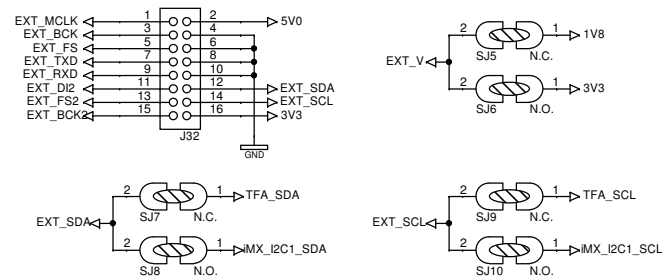 EXT_MCLK 1 2 5V0
EXT_BCK 3 4
EXT_FS 5 6
EXT_TXD 7 8
EXT_RXD 9 10
EXT_DI2 11 12 EXT_SDA
EXT_FS2 13 14 EXT_SCL
EXT_BCK2 15 16 3V3
J32
GND
2 1 1V8
SJ5 N.C.
EXT_V
2 1 3V3
SJ6 N.O.
2 1 TFA_SDA
SJ7 N.C.
EXT_SDA
2 1 iMX_I2C1_SDA
SJ8 N.O.
2 1 TFA_SCL
SJ9 N.C.
EXT_SCL
2 1 iMX_I2C1_SCL
SJ10 N.O.